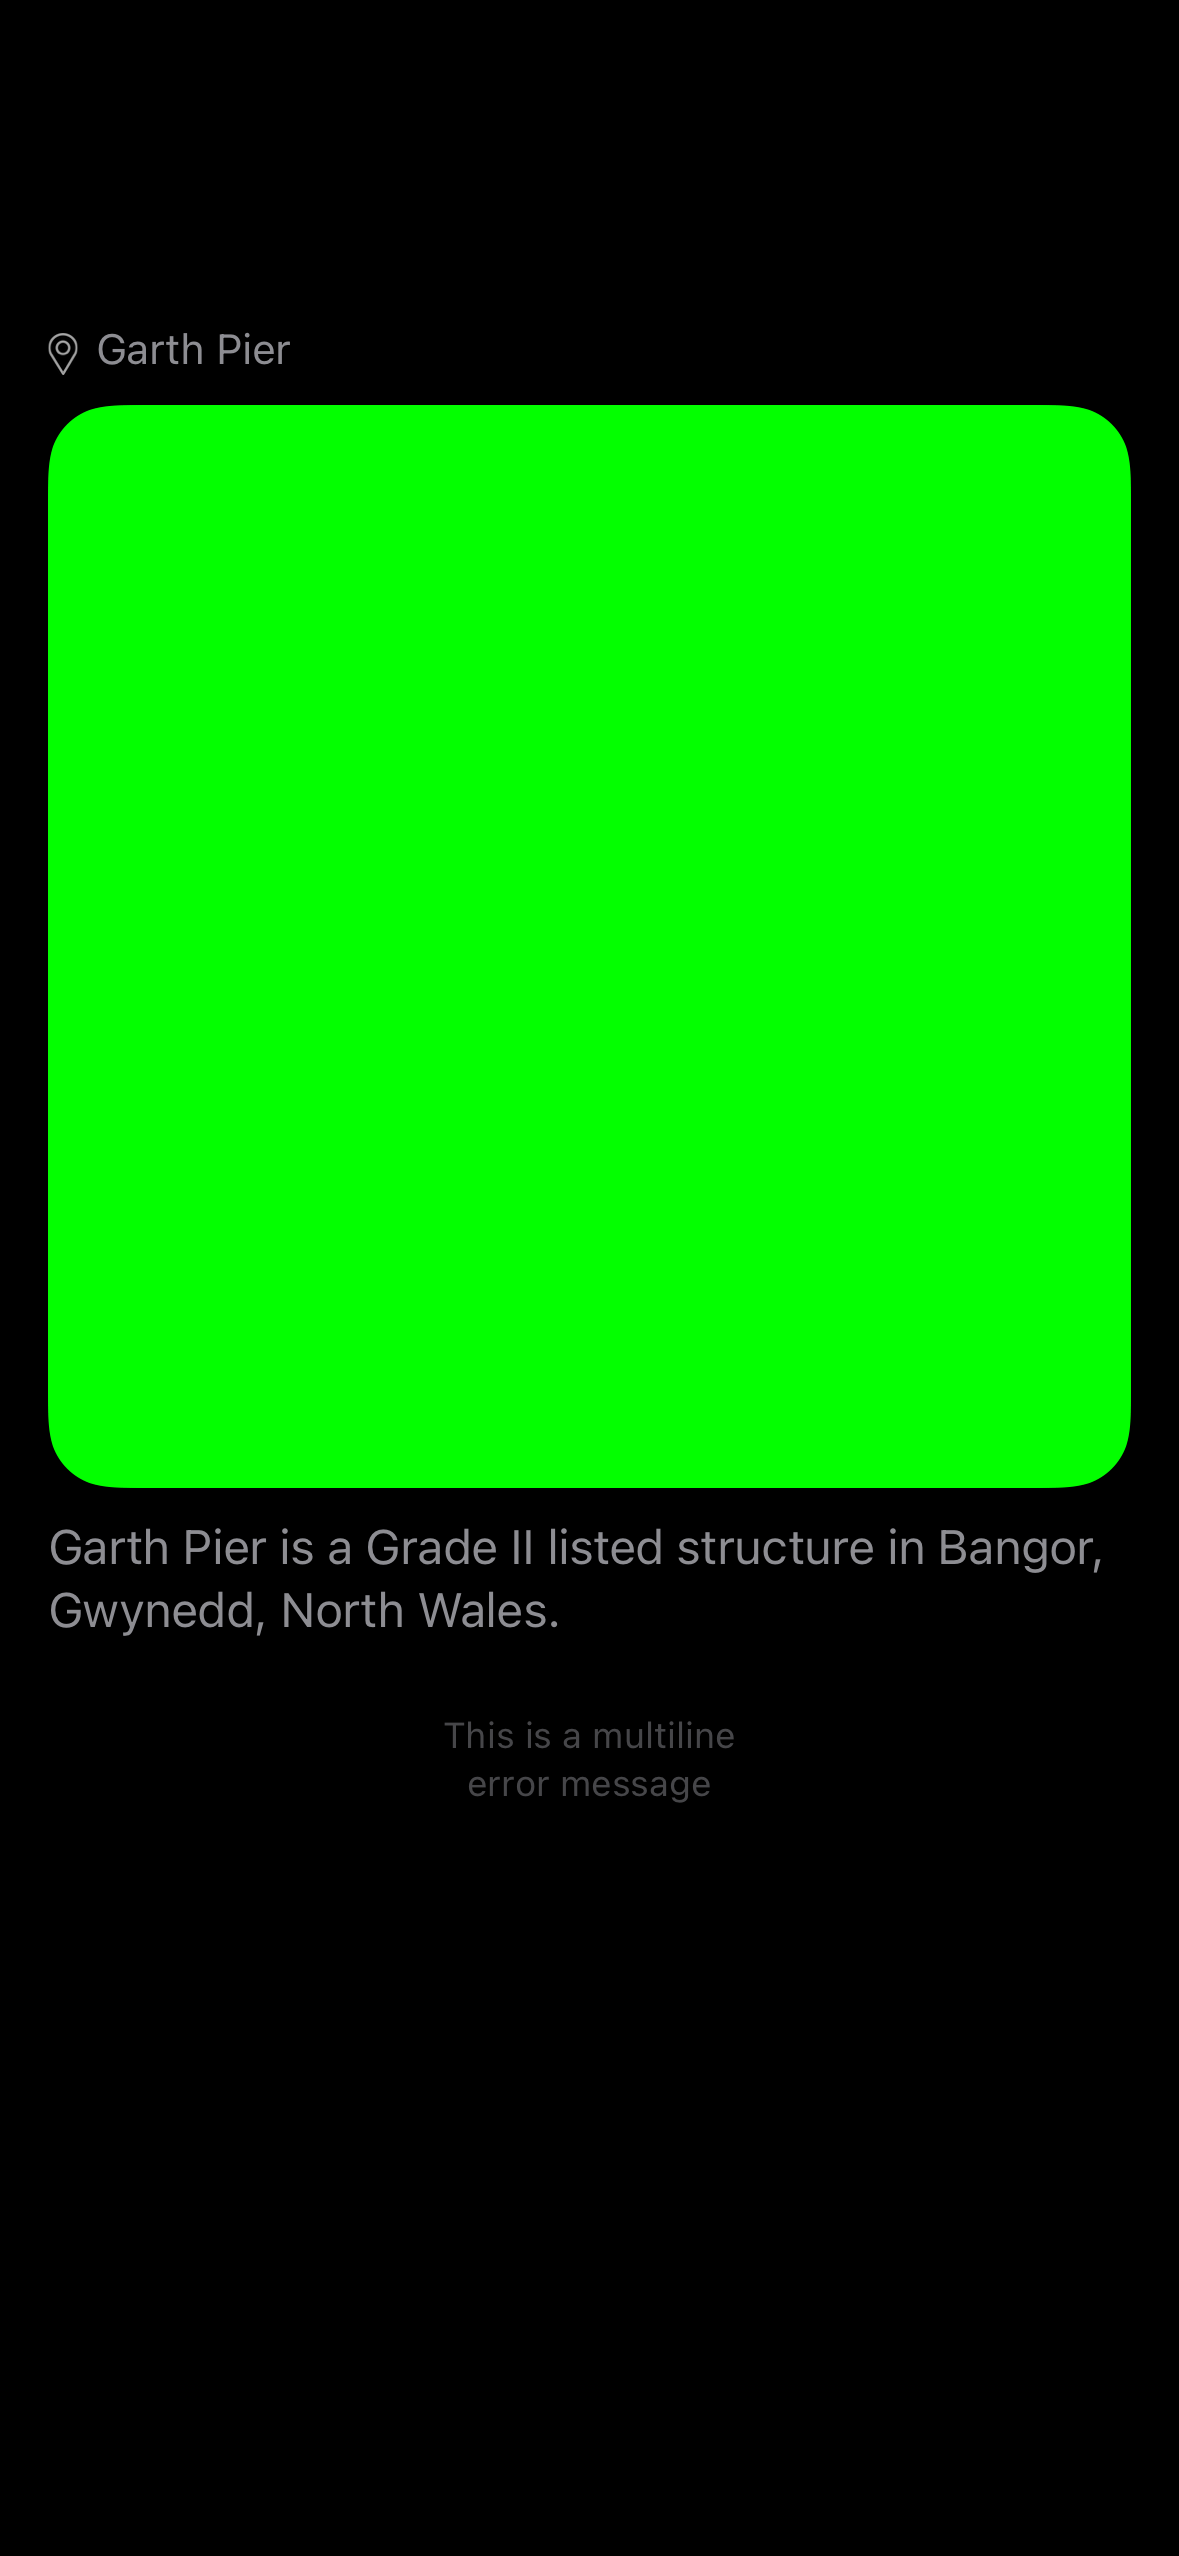 Garth Pier
Garth Pier is a Grade II listed structure in Bangor,
Gwynedd, North Wales.
This is a multiline
error message